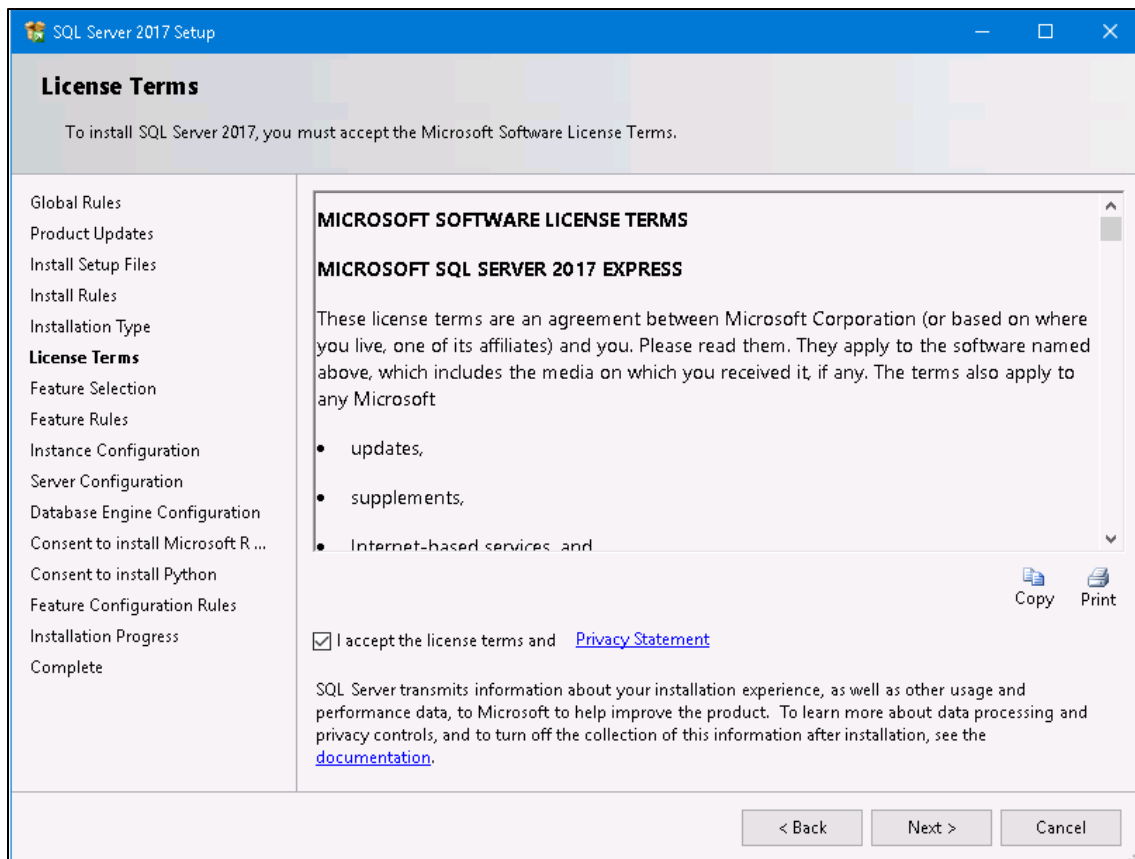 SQL Server 2017 Setup
License Terms
To install SQL Server 2017, you must accept the Microsoft Software License Terms.
Global Rules
Product Updates
Install Setup Files
Install Rules
Installation Type
License Terms
Feature Selection
Feature Rules
Instance Configuration
Server Configuration
Database Engine Configuration
Consent to install Microsoft R ...
Consent to install Python
Feature Configuration Rules
Installation Progress
Complete
MICROSOFT SOFTWARE LICENSE TERMS
MICROSOFT SQL SERVER 2017 EXPRESS
These license terms are an agreement between Microsoft Corporation (or based on where
you live, one of its affiliates) and you. Please read them. They apply to the software named
above, which includes the media on which you received it, if any. The terms also apply to
any Microsoft
• updates,
• supplements,
• Internet-based services, and
Copy Print
I accept the license terms and Privacy Statement
SQL Server transmits information about your installation experience, as well as other usage and
performance data, to Microsoft to help improve the product. To learn more about data processing and
privacy controls, and to turn off the collection of this information after installation, see the
documentation.
< Back Next > Cancel